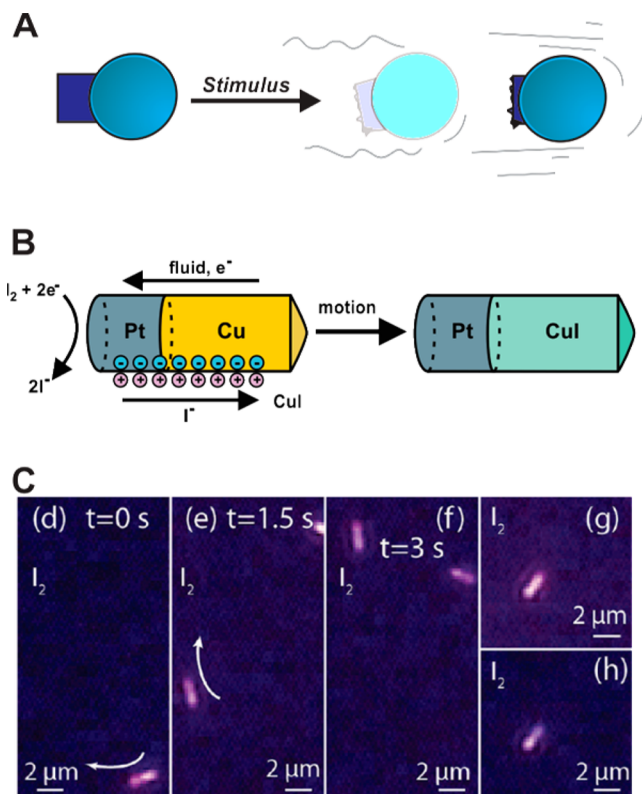 A
Stimulus
B
fluid, e⁻
I₂ + 2e⁻
Pt
Cu
motion
Pt
CuI
- - - - - - - -
+ + + + + + + +
2I⁻
I⁻
CuI
C
(d) t=0 s
I₂
2 μm
(e) t=1.5 s
I₂
2 μm
(f)
t=3 s
I₂
2 μm
I₂ (g)
2 μm
I₂ (h)
2 μm